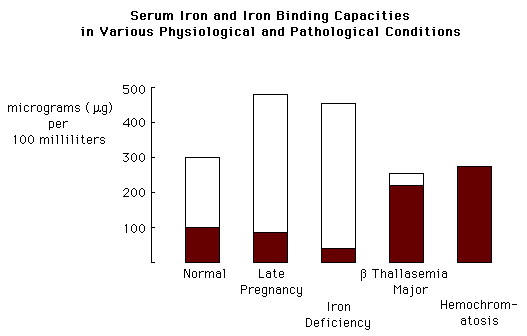 Serum Iron and Iron Binding Capacities
in Various Physiological and Pathological Conditions
micrograms (µg)
per
100 milliliters
500
400
300
200
100
Normal
Late
Pregnancy
Iron
Deficiency
β Thallasemia
Major
Hemochrom-
atosis